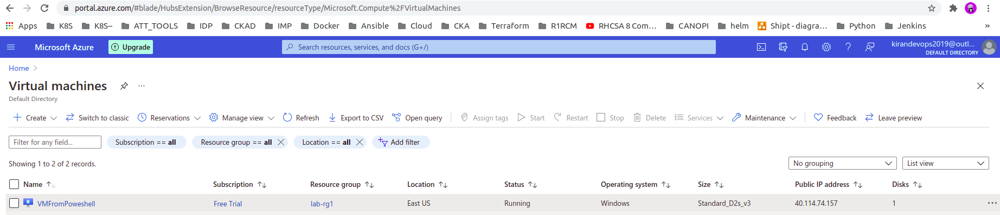 portal.azure.com/#blade/HubsExtension/BrowseResource/resourceType/Microsoft.Compute%2FVirtualMachines
Apps K8S K8S-- ATT_TOOLS IDP CKAD IMP Docker Ansible Cloud CKA Terraform R1RCM RHCSA 8 Com... CANOPI helm Shipt - diagra... Python Jenkins »
Microsoft Azure Upgrade Search resources, services, and docs (G+/) kirandevops2019@outl...
DEFAULT DIRECTORY
Home >
Virtual machines ...
Default Directory
Create Switch to classic Reservations Manage view Refresh Export to CSV Open query Assign tags Start Restart Stop Delete Services Maintenance Feedback Leave preview
Filter for any field... Subscription == all Resource group == all Location == all Add filter
Showing 1 to 2 of 2 records. No grouping List view
Name Subscription Resource group Location Status Operating system Size Public IP address Disks
VMFromPoweshell Free Trial lab-rg1 East US Running Windows Standard_D2s_v3 40.114.74.157 1 ...